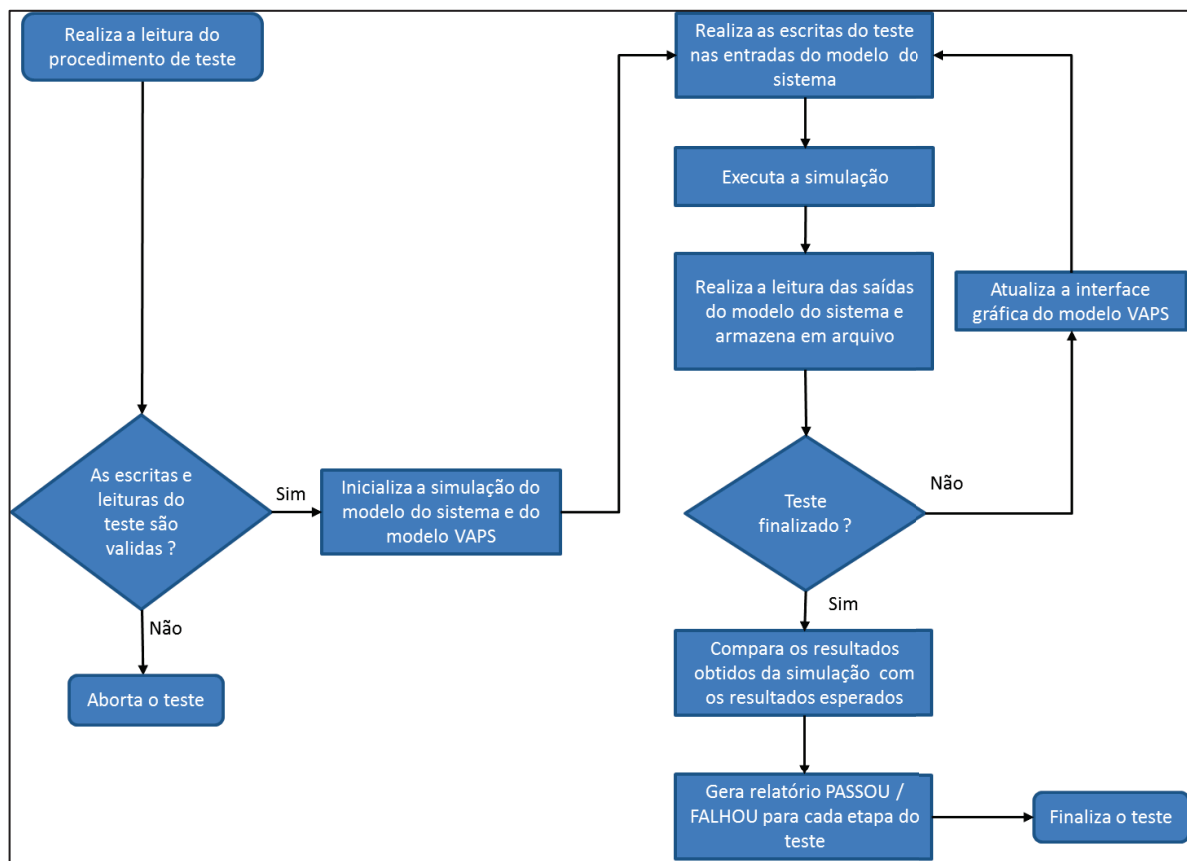 Realiza a leitura do
procedimento de teste
As escritas e
leituras do
teste são
validas ?
Sim
Não
Aborta o teste
Inicializa a simulação do
modelo do sistema e do
modelo VAPS
Realiza as escritas do teste
nas entradas do modelo do
sistema
Executa a simulação
Realiza a leitura das saídas
do modelo do sistema e
armazena em arquivo
Teste
finalizado ?
Não
Atualiza a interface
gráfica do modelo VAPS
Sim
Compara os resultados
obtidos da simulação com
os resultados esperados
Gera relatório PASSOU /
FALHOU para cada etapa do
teste
Finaliza o teste